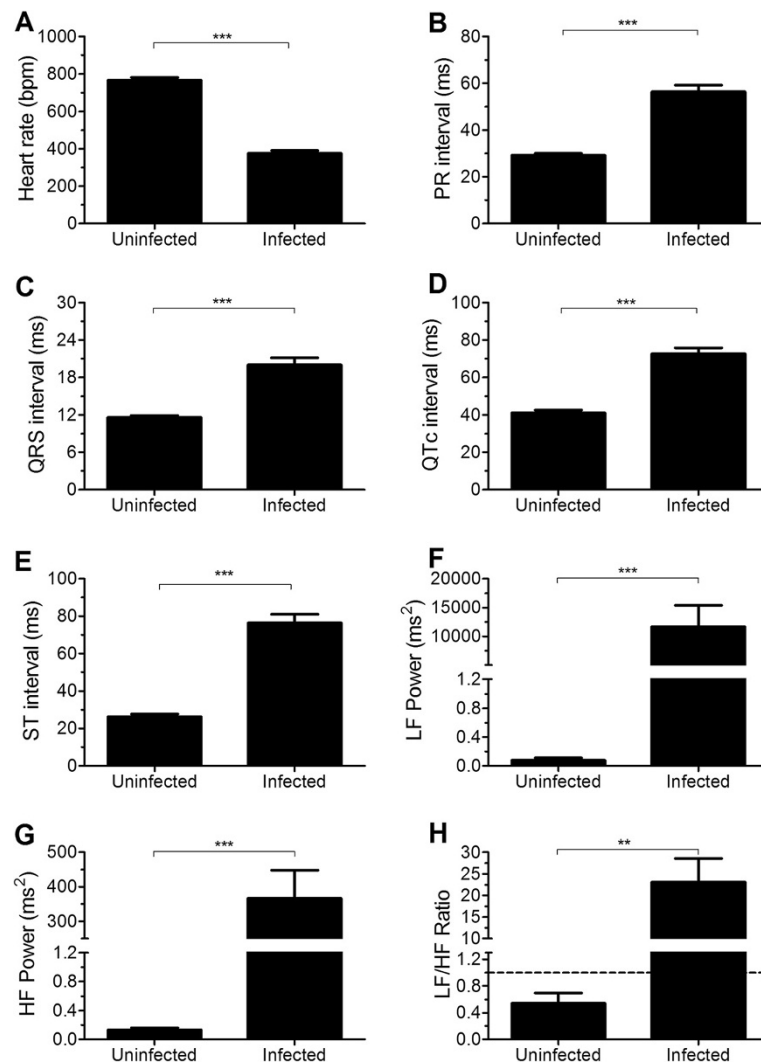 A
Heart rate (bpm)
1000
800
600
400
200
0
***
Uninfected Infected
B
PR interval (ms)
80
60
40
20
0
***
Uninfected Infected
C
QRS interval (ms)
30
24
18
12
6
0
***
Uninfected Infected
D
QTc interval (ms)
100
80
60
40
20
0
***
Uninfected Infected
E
ST interval (ms)
100
80
60
40
20
0
***
Uninfected Infected
F
LF Power (ms²)
20000
15000
10000
1.2
0.8
0.4
0.0
***
Uninfected Infected
G
HF Power (ms²)
500
400
300
1.2
0.8
0.4
0.0
***
Uninfected Infected
H
LF/HF Ratio
30
25
20
15
10
1.2
0.8
0.4
0.0
**
Uninfected Infected